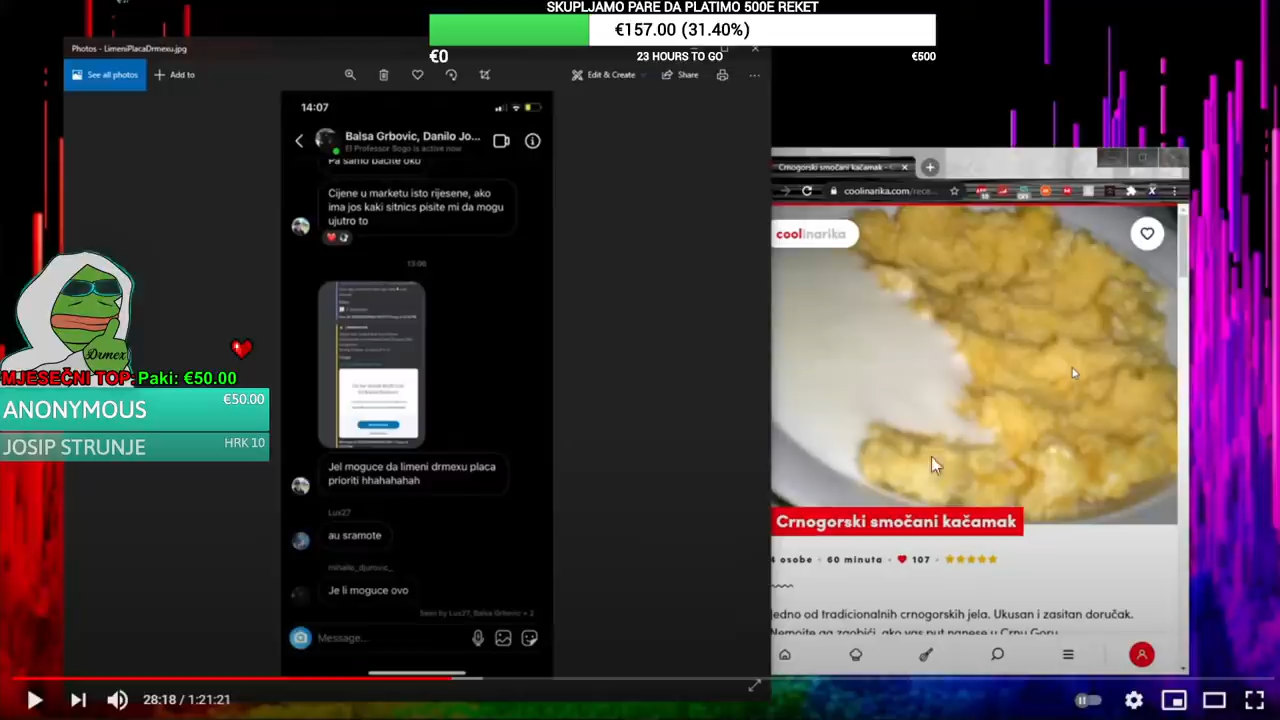 SKUPLJAMO PARE DA PLATIMO 500E REKET
€157.00 (31.40%)
€0
23 HOURS TO GO
€500
Photos - LimeniPlacaDrmexu.jpg
See all photos
Add to
Edit & Create
Share
14:07
Balsa Grbovic, Danilo Jo...
El Professor Sogo is active now
Pa samo bacite oko
Cijene u marketu isto rijesene, ako
ima jos kaki sitnics pisite mi da mogu
ujutro to
13:06
Jel moguce da limeni drmexu placa
prioriti hhahahahah
Lux27
au sramote
Je li moguce ovo
Seen by Lux27, Balsa Grbovic + 2
Message...
Drmex
MJESEČNI TOP: Paki: €50.00
ANONYMOUS
€50.00
JOSIP STRUNJE
HRK 10
Crnogorski smočani kačamak -
coolinarika.com/rece...
coolinarika
Crnogorski smočani kačamak
4 osobe · 60 minuta · 107 ·
Jedno od tradicionalnih crnogorskih jela. Ukusan i zasitan doručak.
Nemojte ga zaobići, ako vas put nanese u Crnu Goru
28:18 / 1:21:21